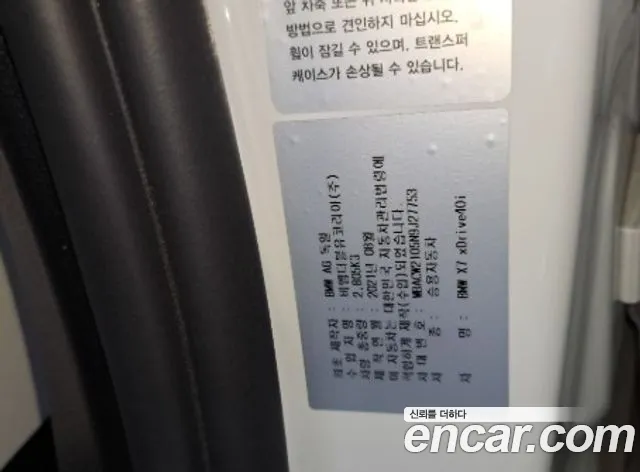 방법으로 견인하지 마십시오.
휠이 잠길 수 있으며, 트랜스퍼
케이스가 손상될 수 있습니다.
최초 제작자 : BMW AG 독일
수 입 자 명 : 비엠더블유코리아(주)
차량 총중량 : 2.805KG
제 작 연 월 : 2021년 08월
이 자동차는 대한민국 자동차관리법령에
적합하게 제작(수입)되었습니다.
차 대 번 호 : WBACW2105N9J27753
차 종 : 승용자동차
차 명 : BMW X7 xDrive40i
신뢰를 더하다
encar.com